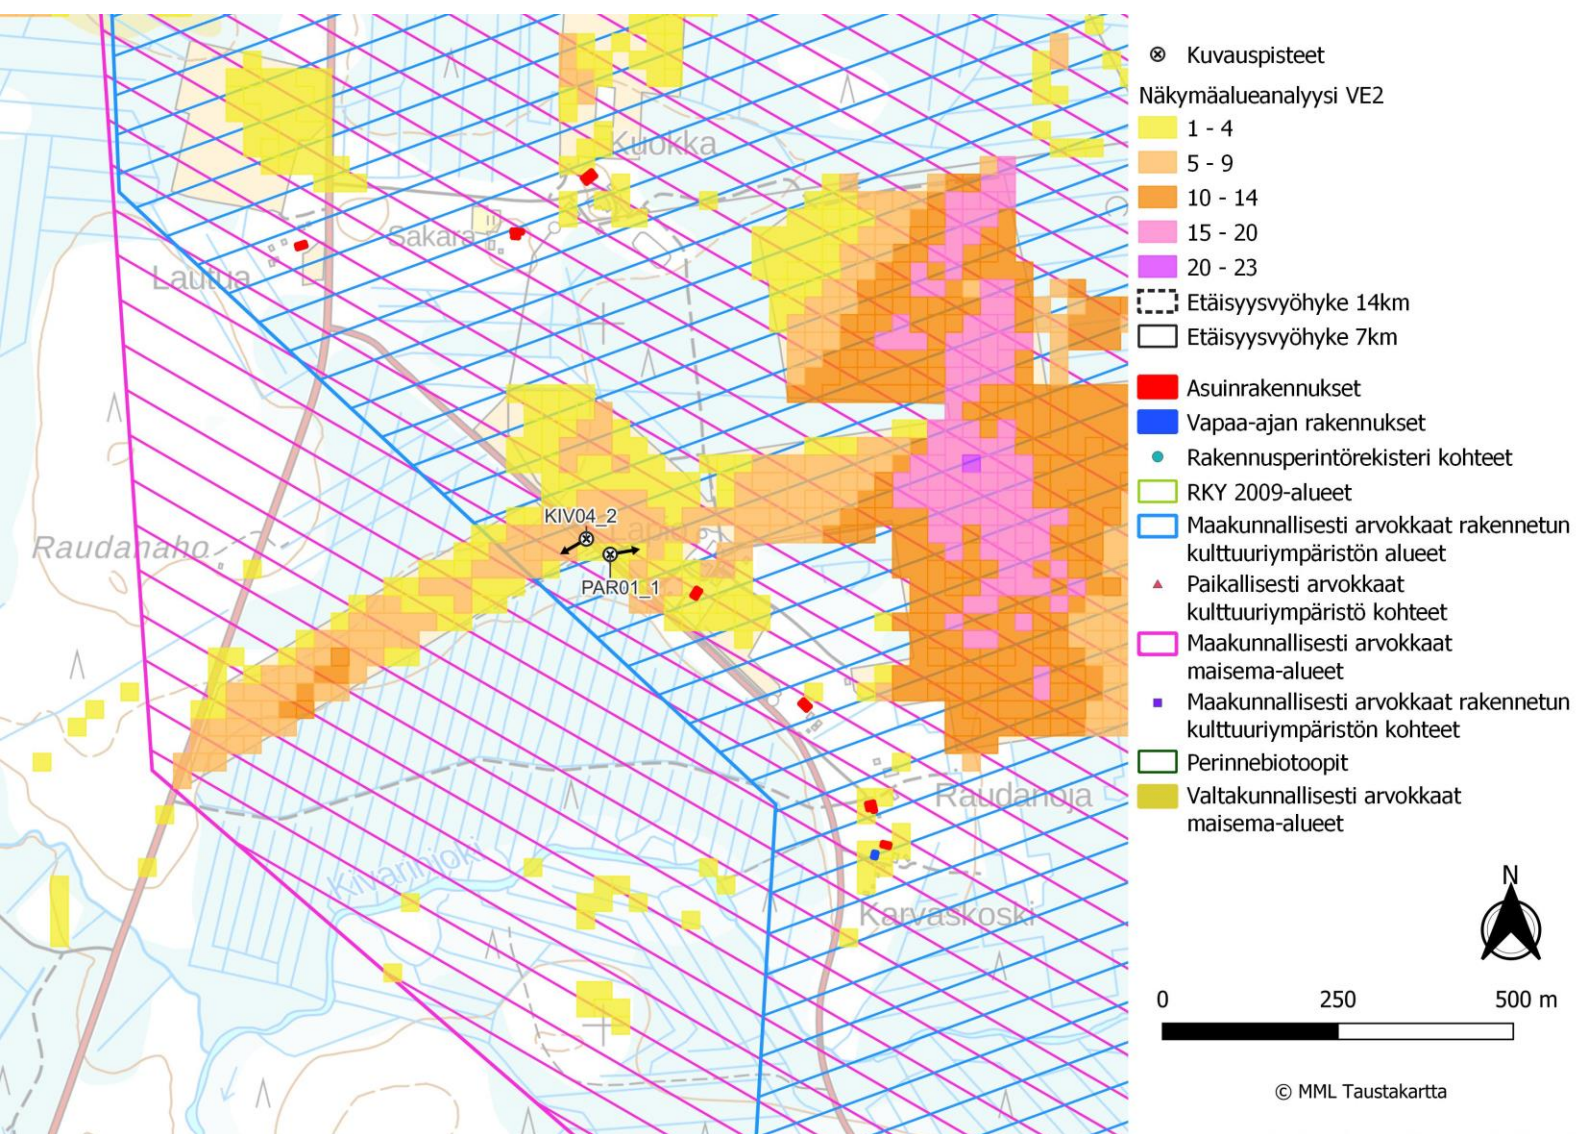 Kuokka
Sakara
Lautua
KIV04_2
Raudanaho
PAR01_1
Raudanoja
Kivarinjoki
Karvaskoski
Kuvauspisteet
Näkymäalueanalyysi VE2
1 - 4
5 - 9
10 - 14
15 - 20
20 - 23
Etäisyysvyöhyke 14km
Etäisyysvyöhyke 7km
Asuinrakennukset
Vapaa-ajan rakennukset
Rakennusperintörekisteri kohteet
RKY 2009-alueet
Maakunnallisesti arvokkaat rakennetun
kulttuuriympäristön alueet
Paikallisesti arvokkaat
kulttuuriympäristö kohteet
Maakunnallisesti arvokkaat
maisema-alueet
Maakunnallisesti arvokkaat rakennetun
kulttuuriympäristön kohteet
Perinnebiotoopit
Valtakunnallisesti arvokkaat
maisema-alueet
N
0 250 500 m
© MML Taustakartta